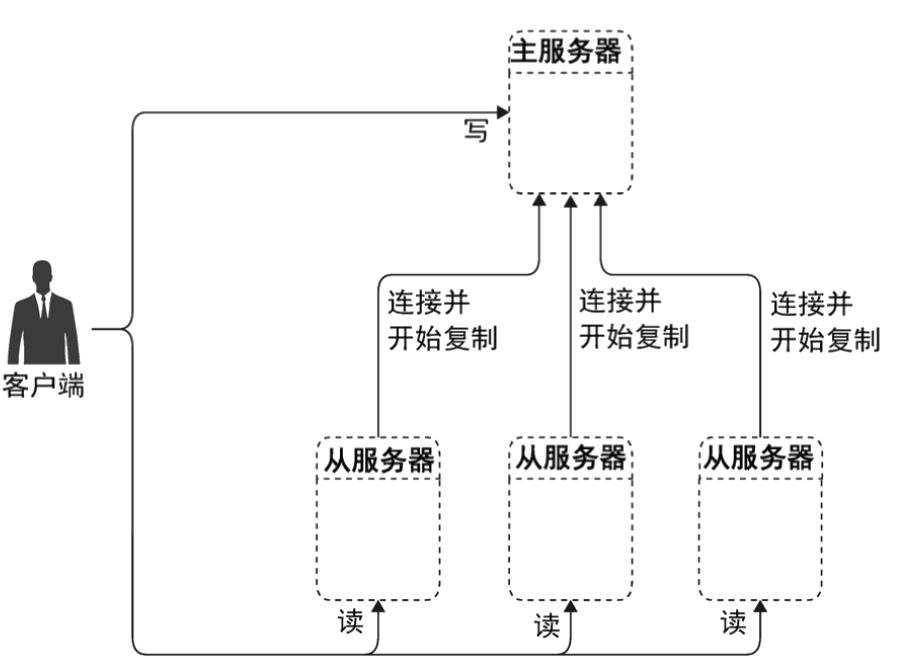 主服务器
写
连接并
开始复制
连接并
开始复制
连接并
开始复制
客户端
从服务器
从服务器
从服务器
读
读
读